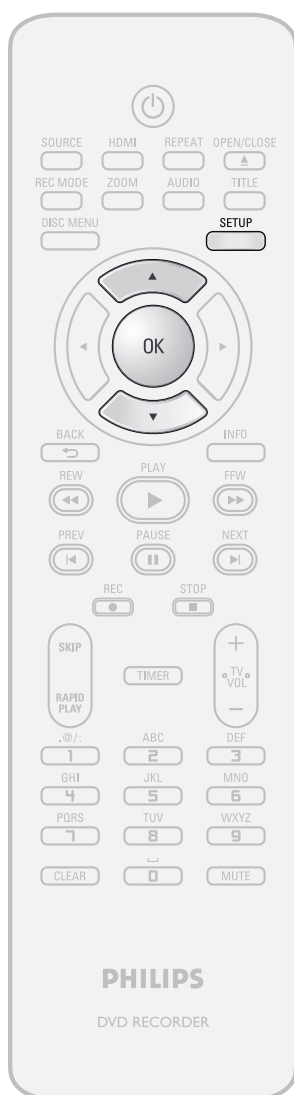 SOURCE HDMI REPEAT OPEN/CLOSE
REC MODE ZOOM AUDIO TITLE
DISC MENU SETUP
OK
BACK INFO
REW PLAY FFW
PREV PAUSE NEXT
REC STOP
SKIP
+
TIMER
TV
VOL
RAPID
PLAY
–
.@/: ABC DEF
1 2 3
GHI JKL MNO
4 5 6
PQRS TUV WXYZ
7 8 9
CLEAR 0 MUTE
PHILIPS
DVD RECORDER